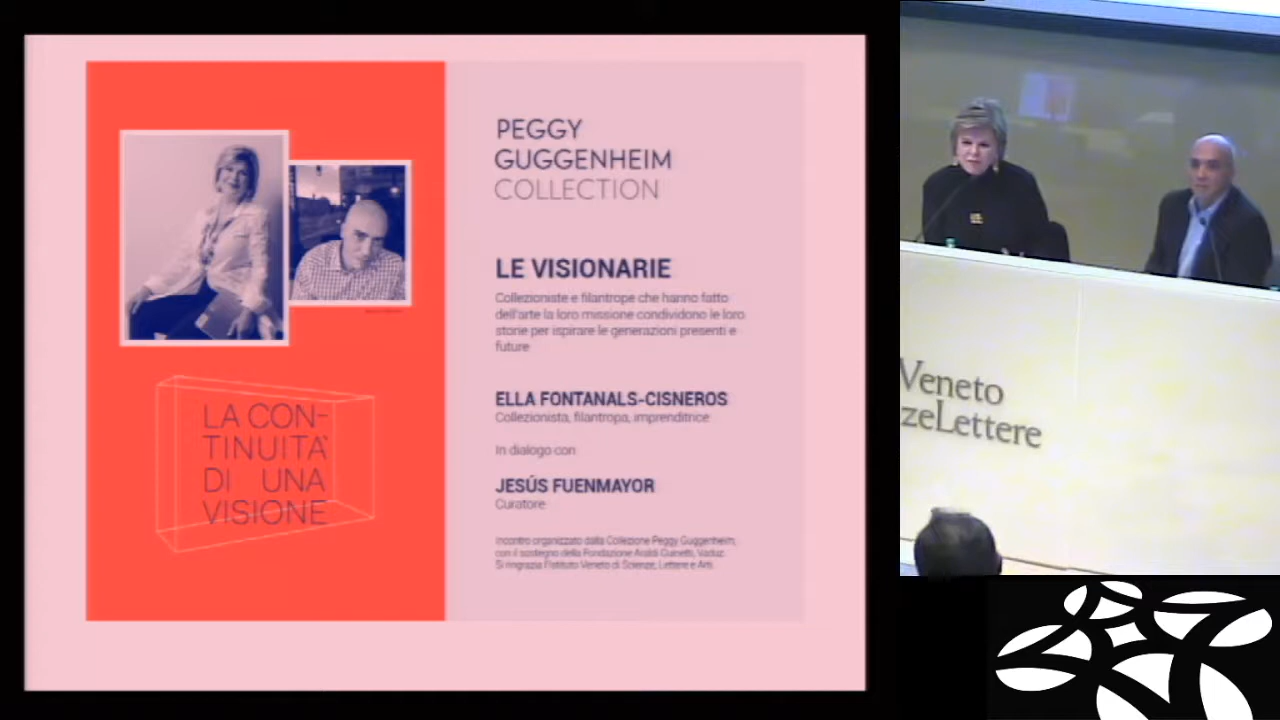 PEGGY
GUGGENHEIM
COLLECTION
LE VISIONARIE
Collezioniste e filantrope che hanno fatto
dell'arte la loro missione condividono le loro
storie per ispirare le generazioni presenti e
future
ELLA FONTANALS-CISNEROS
Collezionista, filantropa, imprenditrice
In dialogo con
JESÚS FUENMAYOR
Curatore
Incontro organizzato dalla Collezione Peggy Guggenheim,
con il sostegno della Fondazione Araldi Guinetti, Vaduz.
Si ringrazia l'Istituto Veneto di Scienze, Lettere e Arti.
LA CON-
TINUITA'
DI UNA
VISIONE
Veneto
zeLettere